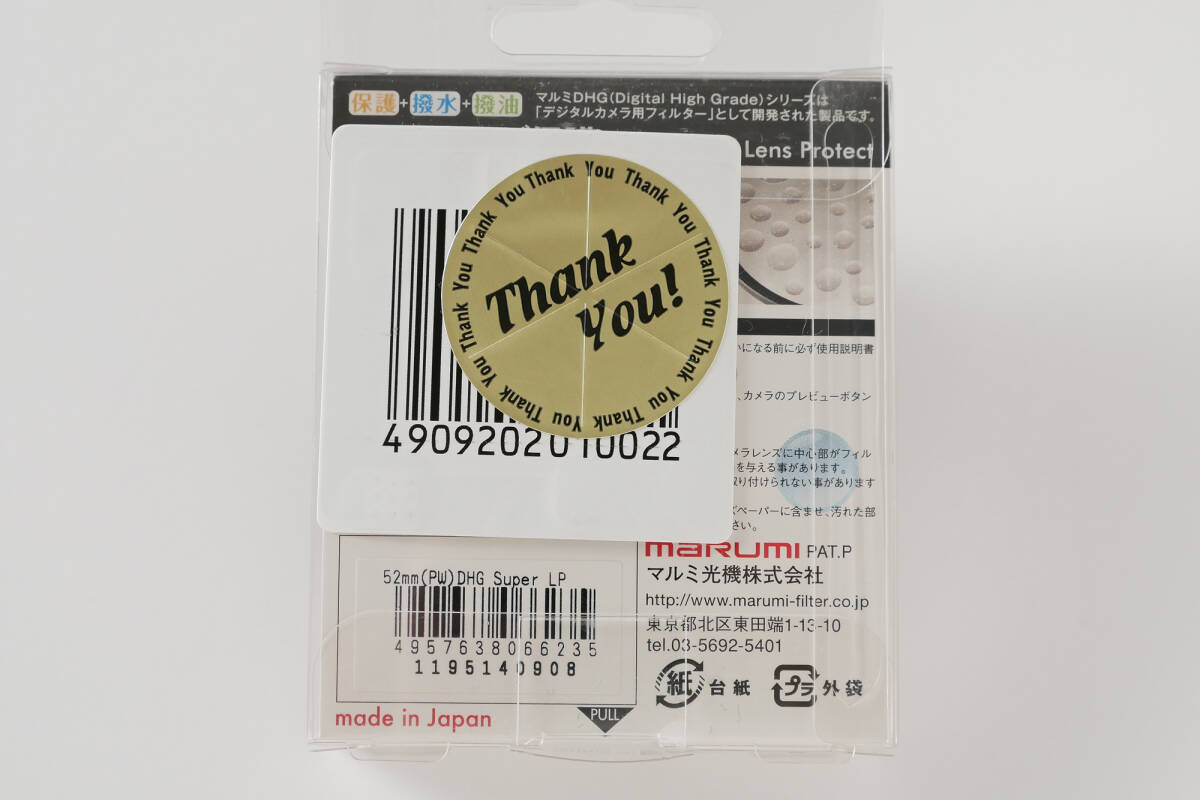 保護+撥水+撥油
マルミDHG(Digital High Grade)シリーズは
「デジタルカメラ用フィルター」として開発された製品です。
Lens Protect
Thank You Thank You Thank You Thank You Thank You Thank You Thank You Thank You
Thank
You!
4909202010022
いになる前に必ず使用説明書
、カメラのプレビューボタン
メラレンズに中心部がフィル
を与える事があります。
取り付けられない事があります
ズペーパーに含ませ、汚れた部
さい。
52mm(PW)DHG Super LP
4957638066235
1195140908
made in Japan
marumi PAT.P
マルミ光機株式会社
http://www.marumi-filter.co.jp
東京都北区東田端1-13-10
tel.03-5692-5401
紙 台紙 プラ 外袋
PULL